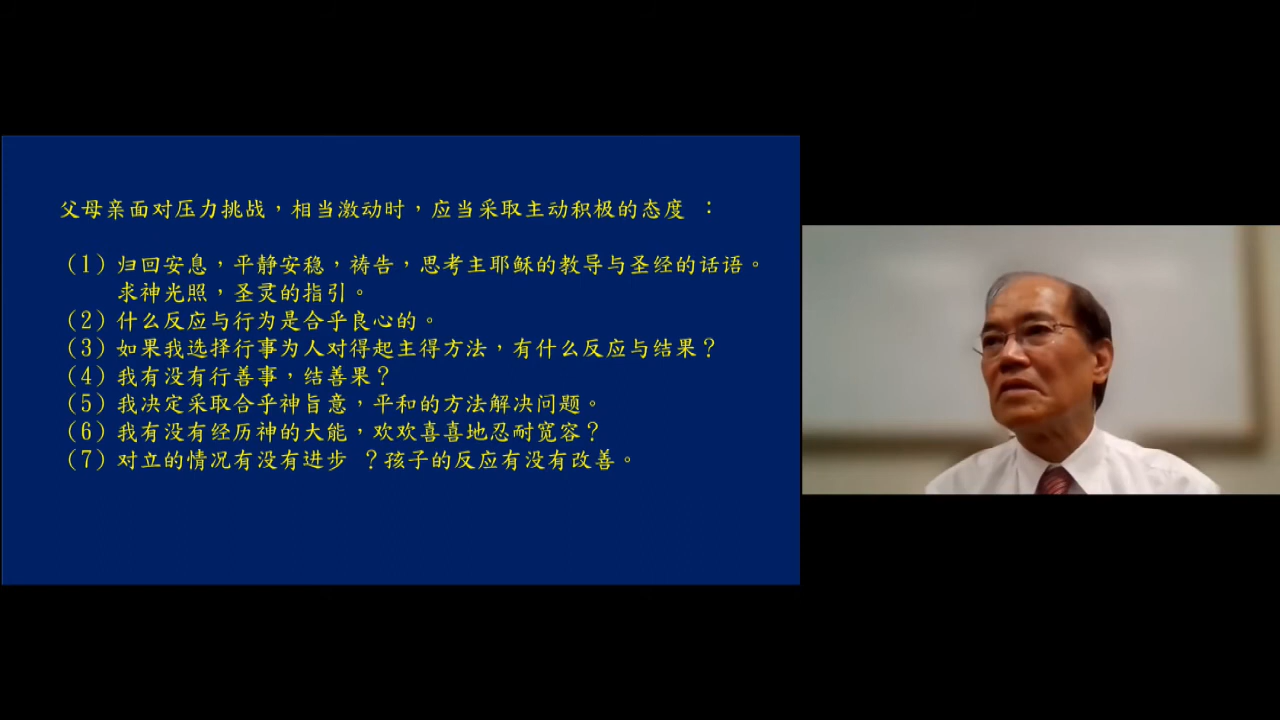 父母亲面对压力挑战，相当激动时，应当采取主动积极的态度 ：
（1）归回安息，平静安稳，祷告，思考主耶稣的教导与圣经的话语。
求神光照，圣灵的指引。
（2）什么反应与行为是合乎良心的。
（3）如果我选择行事为人对得起主得方法，有什么反应与结果？
（4）我有没有行善事，结善果？
（5）我决定采取合乎神旨意，平和的方法解决问题。
（6）我有没有经历神的大能，欢欢喜喜地忍耐宽容？
（7）对立的情况有没有进步 ？孩子的反应有没有改善。